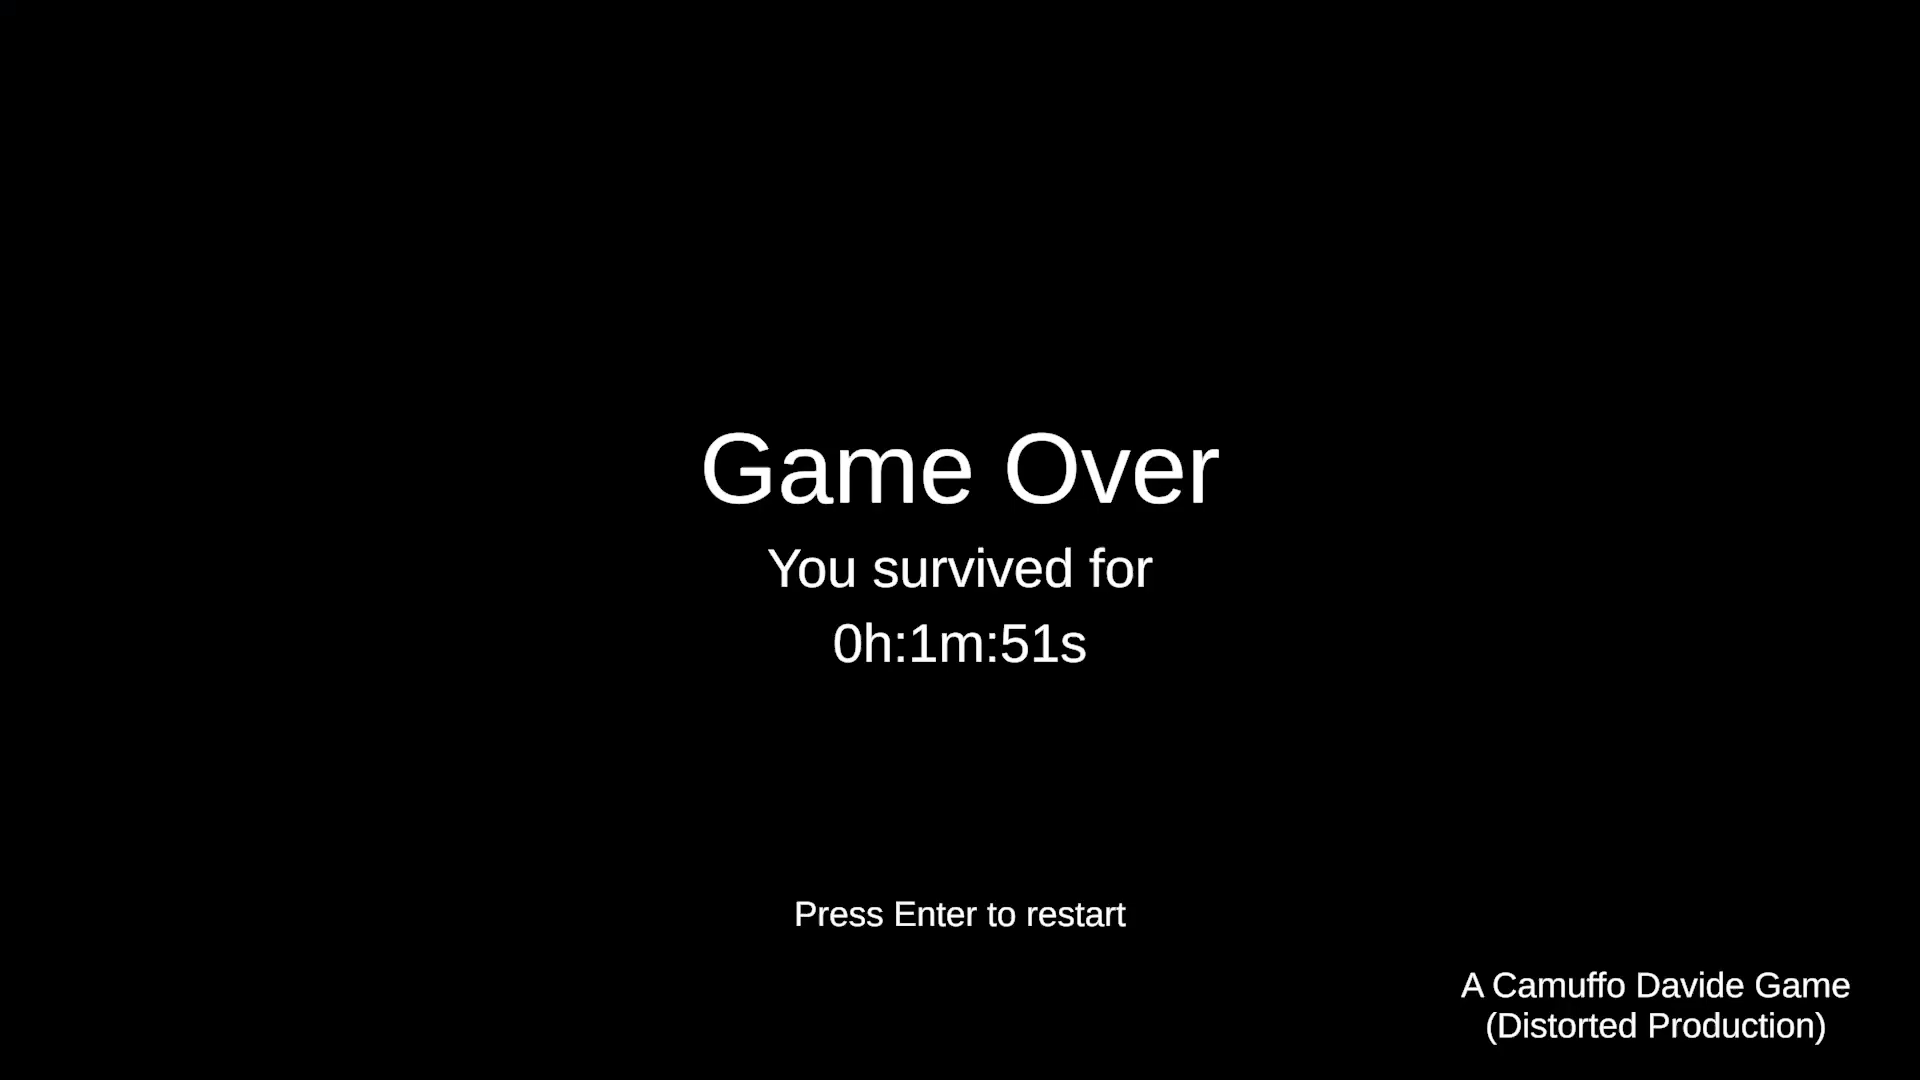 Game Over
You survived for
0h:1m:51s
Press Enter to restart
A Camuffo Davide Game
(Distorted Production)